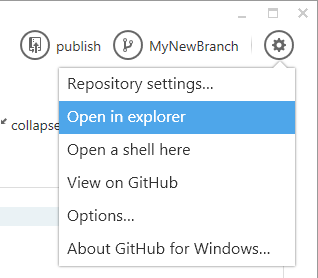 publish MyNewBranch
Repository settings...
Open in explorer
collapse
Open a shell here
View on GitHub
Options...
About GitHub for Windows...